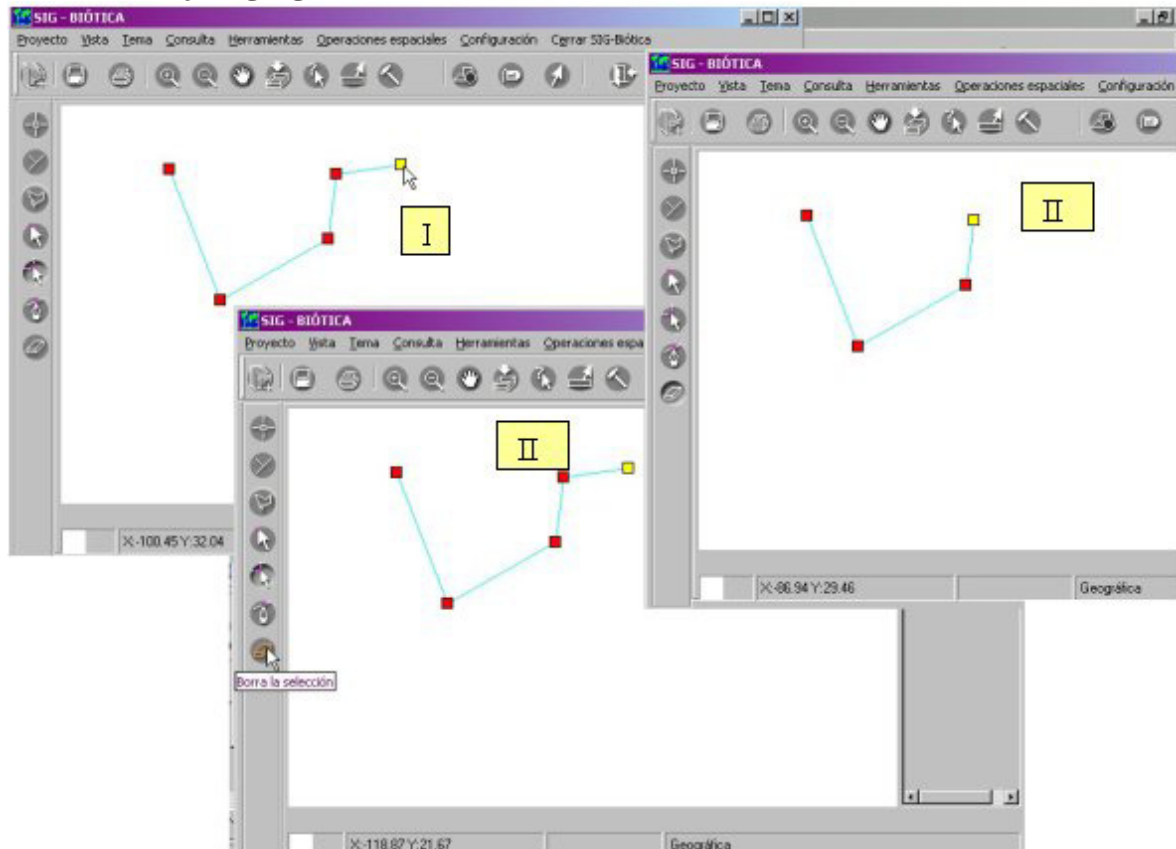 SIG - BIÓTICA
Proyecto Vista Tema Consulta Herramientas Operaciones espaciales Configuración Cerrar SIG-Biótica
I
X:-100.45 Y:32.04
SIG - BIÓTICA
Proyecto Vista Tema Consulta Herramientas Operaciones espa
II
Borra la selección
X:-118.87 Y:21.67
Geográfica
SIG - BIÓTICA
Proyecto Vista Tema Consulta Herramientas Operaciones espaciales Configuración
II
X:-86.94 Y:29.46
Geográfica